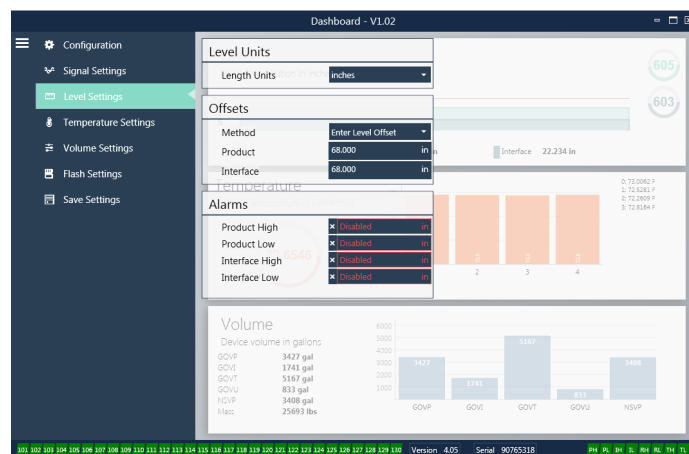 Dashboard - V1.02
Configuration
Signal Settings
Level Settings
Temperature Settings
Volume Settings
Flash Settings
Save Settings
Level Units
Length Units inches
Offsets
Method Enter Level Offset
Product 68.000 in
Interface 68.000 in
Alarms
Product High Disabled in
Product Low Disabled in
Interface High Disabled in
Interface Low Disabled in
605
603
Interface 22.234 in
Temperature
6546
2 3 4
0: 73.0062 F
1: 72.5281 F
2: 72.2609 F
3: 72.8164 F
Volume
Device volume in gallons
GOVP 3427 gal
GOVI 1741 gal
GOVT 5167 gal
GOVU 833 gal
NSVP 3408 gal
Mass 25693 lbs
6000
5000
4000
3000
2000
1000
3427 1741 5167 833 3408
GOVP GOVI GOVT GOVU NSVP
101 102 103 104 105 106 107 108 109 110 111 112 113 114 115 116 117 118 119 120 121 122 123 124 125 126 127 128 129 130 Version 4.05 Serial 90765318 PH PL IH IL RH RL TH TL